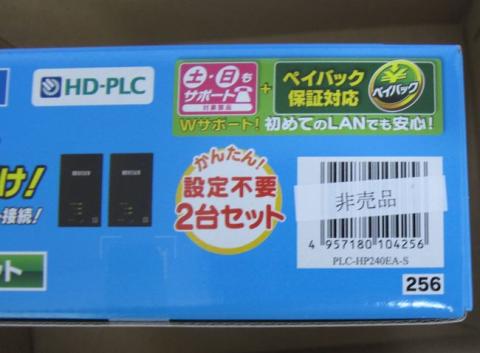 HD-PLC
土・日も
サポート
対象製品
+
ペイバック
保証対応
ペイバック
Wサポート! 初めてのLANでも安心!
かんたん!
設定不要
2台セット
け!
ト接続!
ット
非売品
4 957180 104256
PLC-HP240EA-S
256